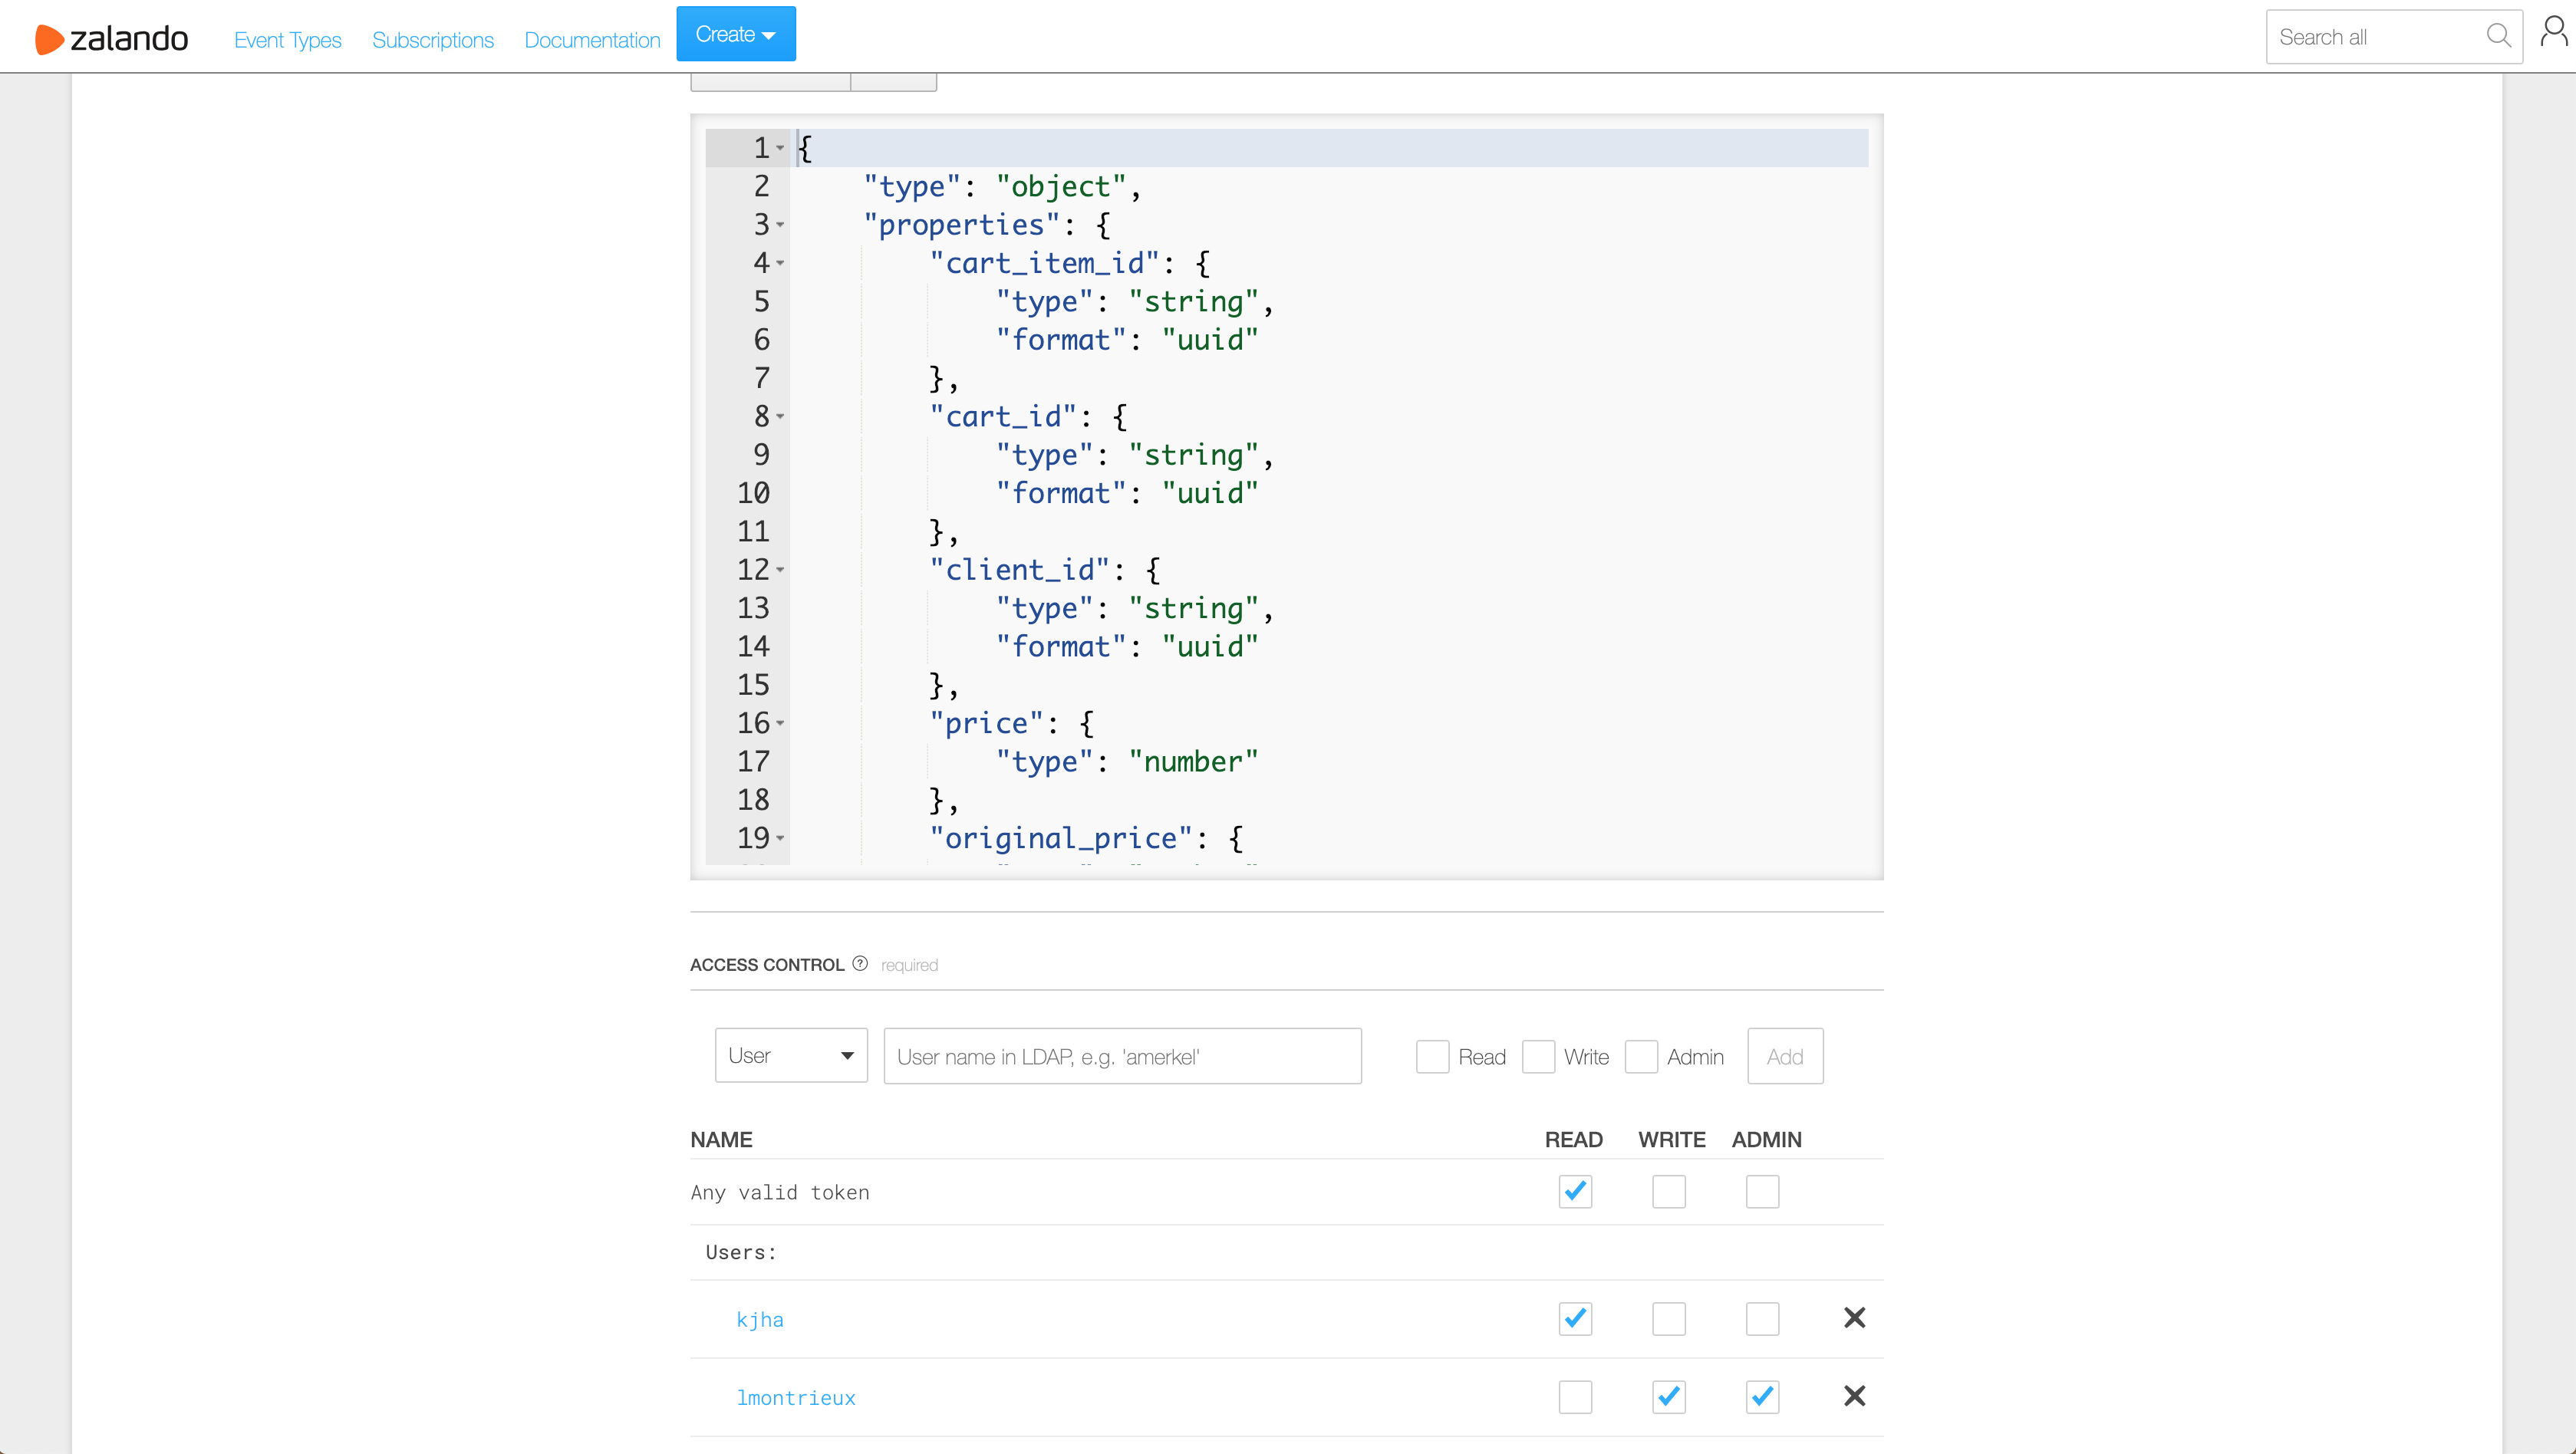 zalando Event Types Subscriptions Documentation Create Search all
1 {
2 "type": "object",
3 "properties": {
4 "cart_item_id": {
5 "type": "string",
6 "format": "uuid"
7 },
8 "cart_id": {
9 "type": "string",
10 "format": "uuid"
11 },
12 "client_id": {
13 "type": "string",
14 "format": "uuid"
15 },
16 "price": {
17 "type": "number"
18 },
19 "original_price": {
ACCESS CONTROL ? required
User User name in LDAP, e.g. 'amerkel' Read Write Admin Add
NAME READ WRITE ADMIN
Any valid token
Users:
kjha
lmontrieux